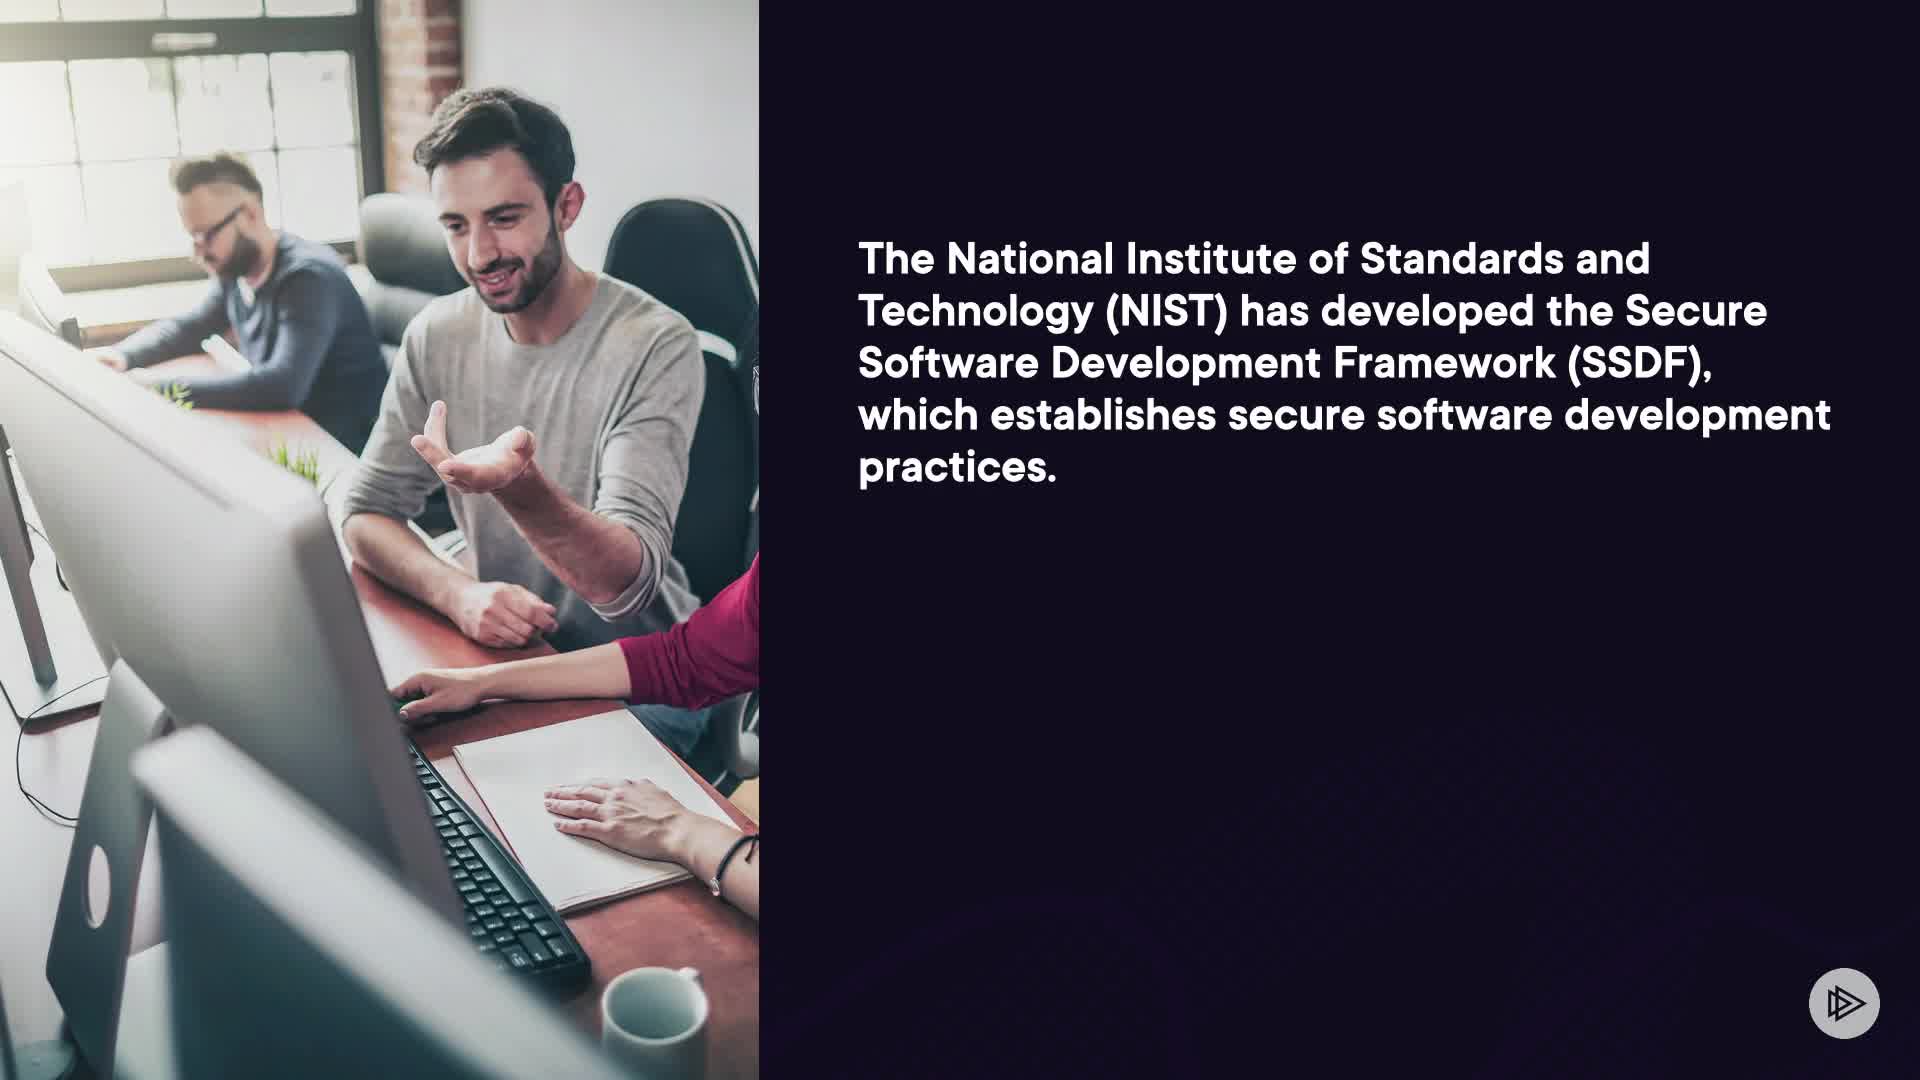 The National Institute of Standards and
Technology (NIST) has developed the Secure
Software Development Framework (SSDF),
which establishes secure software development
practices.